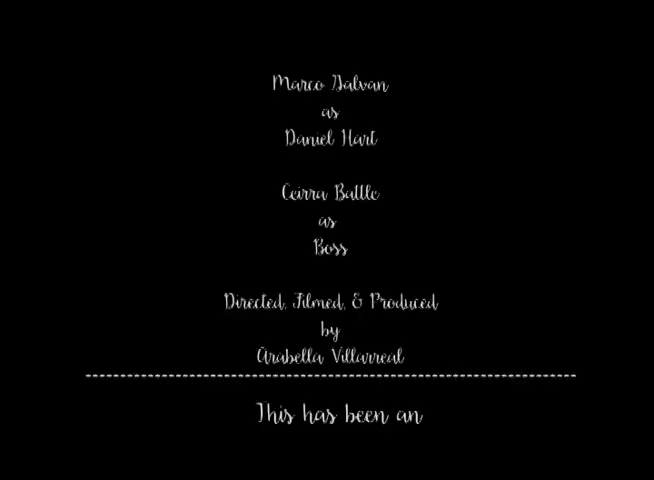 Marco Galvan
as
Daniel Hart
Ceirra Battle
as
Boss
Directed, Filmed, & Produced
by
Arabella Villarreal
This has been an